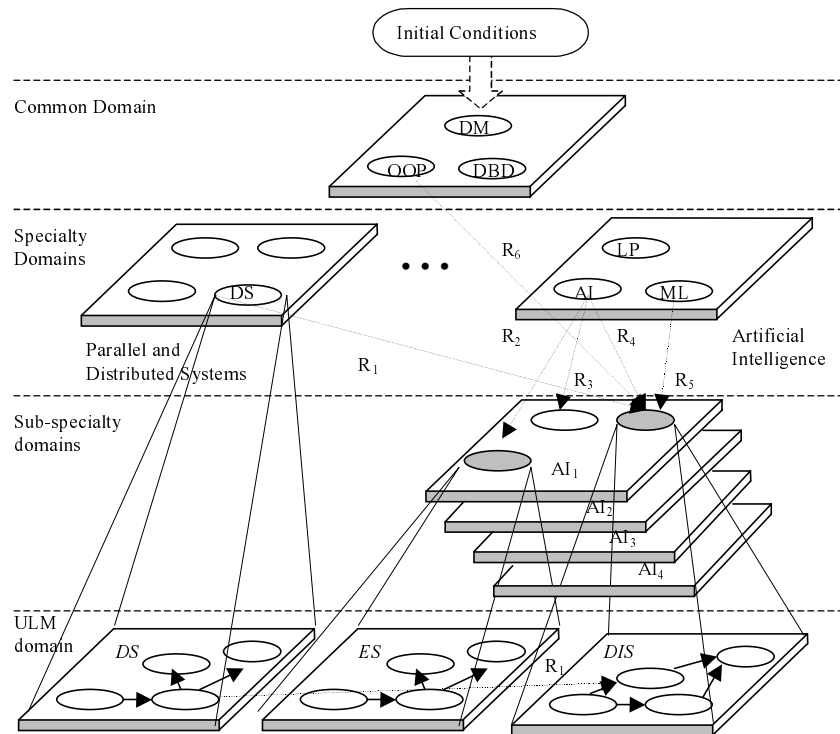 Initial Conditions
Common Domain
DM
OOP
DBD
Specialty
Domains
DS
• • •
R6
LP
AI
ML
Parallel and
Distributed Systems
R1
R2
R4
Artificial
Intelligence
R3
R5
Sub-specialty
domains
AI1
AI2
AI3
AI4
ULM
domain
DS
ES
R1
DIS